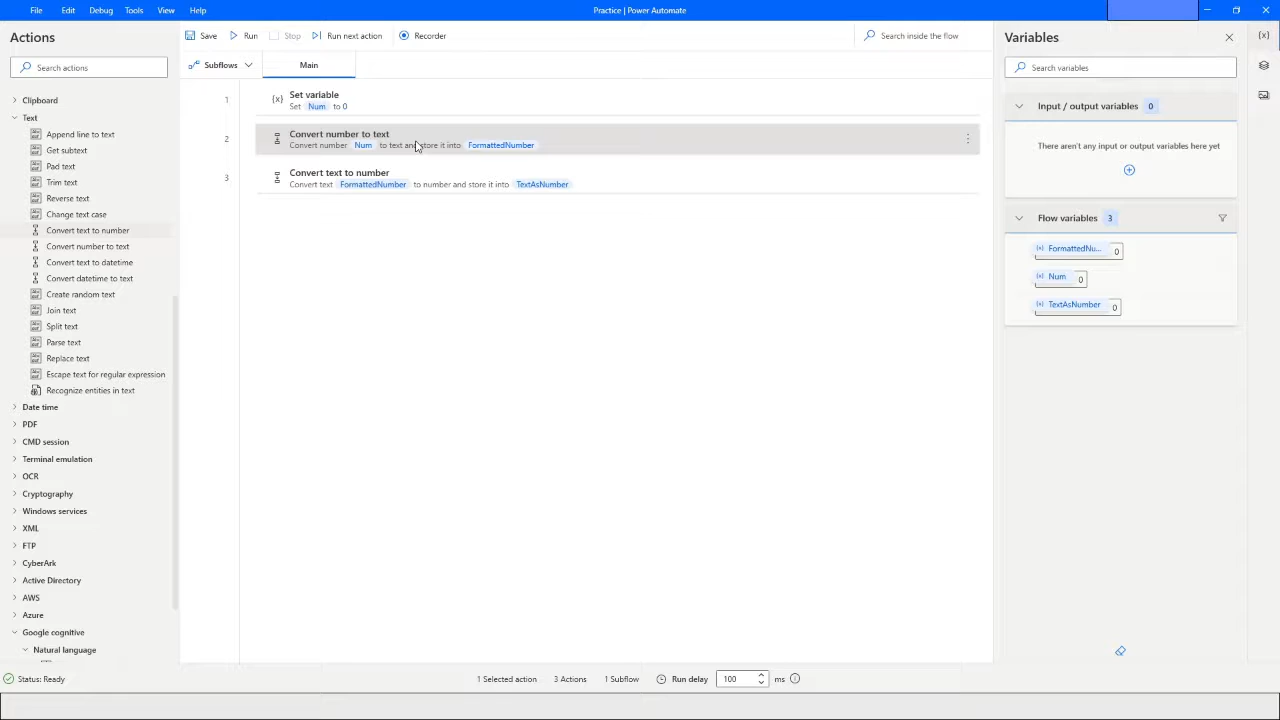 File Edit Debug Tools View Help
Practice | Power Automate
Actions
Search actions
Clipboard
Text
Append line to text
Get subtext
Pad text
Trim text
Reverse text
Change text case
Convert text to number
Convert number to text
Convert text to datetime
Convert datetime to text
Create random text
Join text
Split text
Parse text
Replace text
Escape text for regular expression
Recognize entities in text
Date time
PDF
CMD session
Terminal emulation
OCR
Cryptography
Windows services
XML
FTP
CyberArk
Active Directory
AWS
Azure
Google cognitive
Natural language
Save Run Stop Run next action Recorder
Search inside the flow
Subflows Main
1 {x} Set variable
Set Num to 0
2 Convert number to text
Convert number Num to text and store it into FormattedNumber
3 Convert text to number
Convert text FormattedNumber to number and store it into TextAsNumber
Variables
Search variables
Input / output variables 0
There aren't any input or output variables here yet
Flow variables 3
{x} FormattedNu... 0
{x} Num 0
{x} TextAsNumber 0
{x}
Status: Ready
1 Selected action 3 Actions 1 Subflow Run delay 100 ms